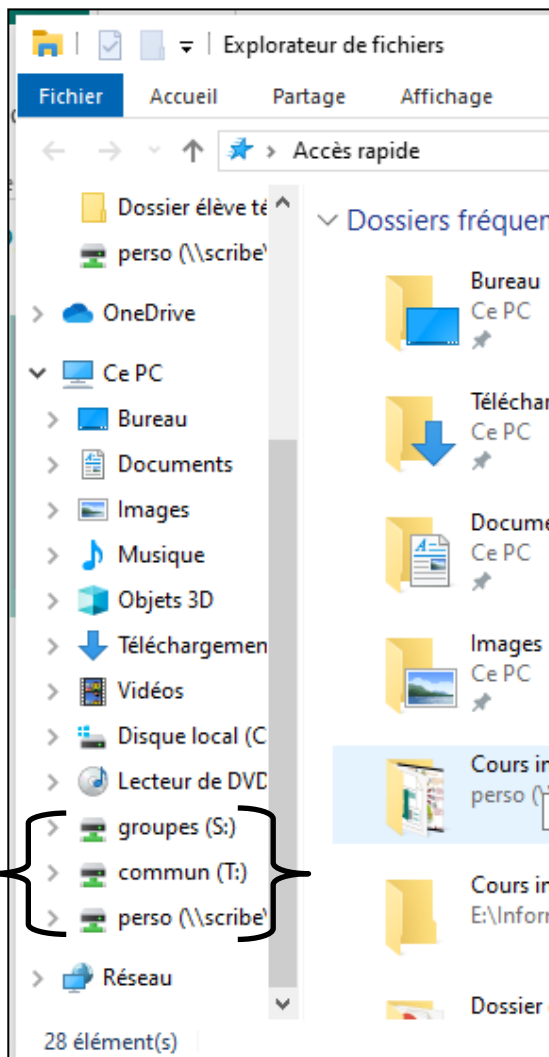 Explorateur de fichiers
Fichier Accueil Partage Affichage
Accès rapide
Dossier élève té
perso (\\scribe\
OneDrive
Ce PC
Bureau
Documents
Images
Musique
Objets 3D
Téléchargemen
Vidéos
Disque local (C
Lecteur de DVD
groupes (S:)
commun (T:)
perso (\\scribe\
Réseau
28 élément(s)
Dossiers fréquen
Bureau
Ce PC
Téléchar
Ce PC
Docume
Ce PC
Images
Ce PC
Cours in
perso (\
Cours in
E:\Inforr
Dossier